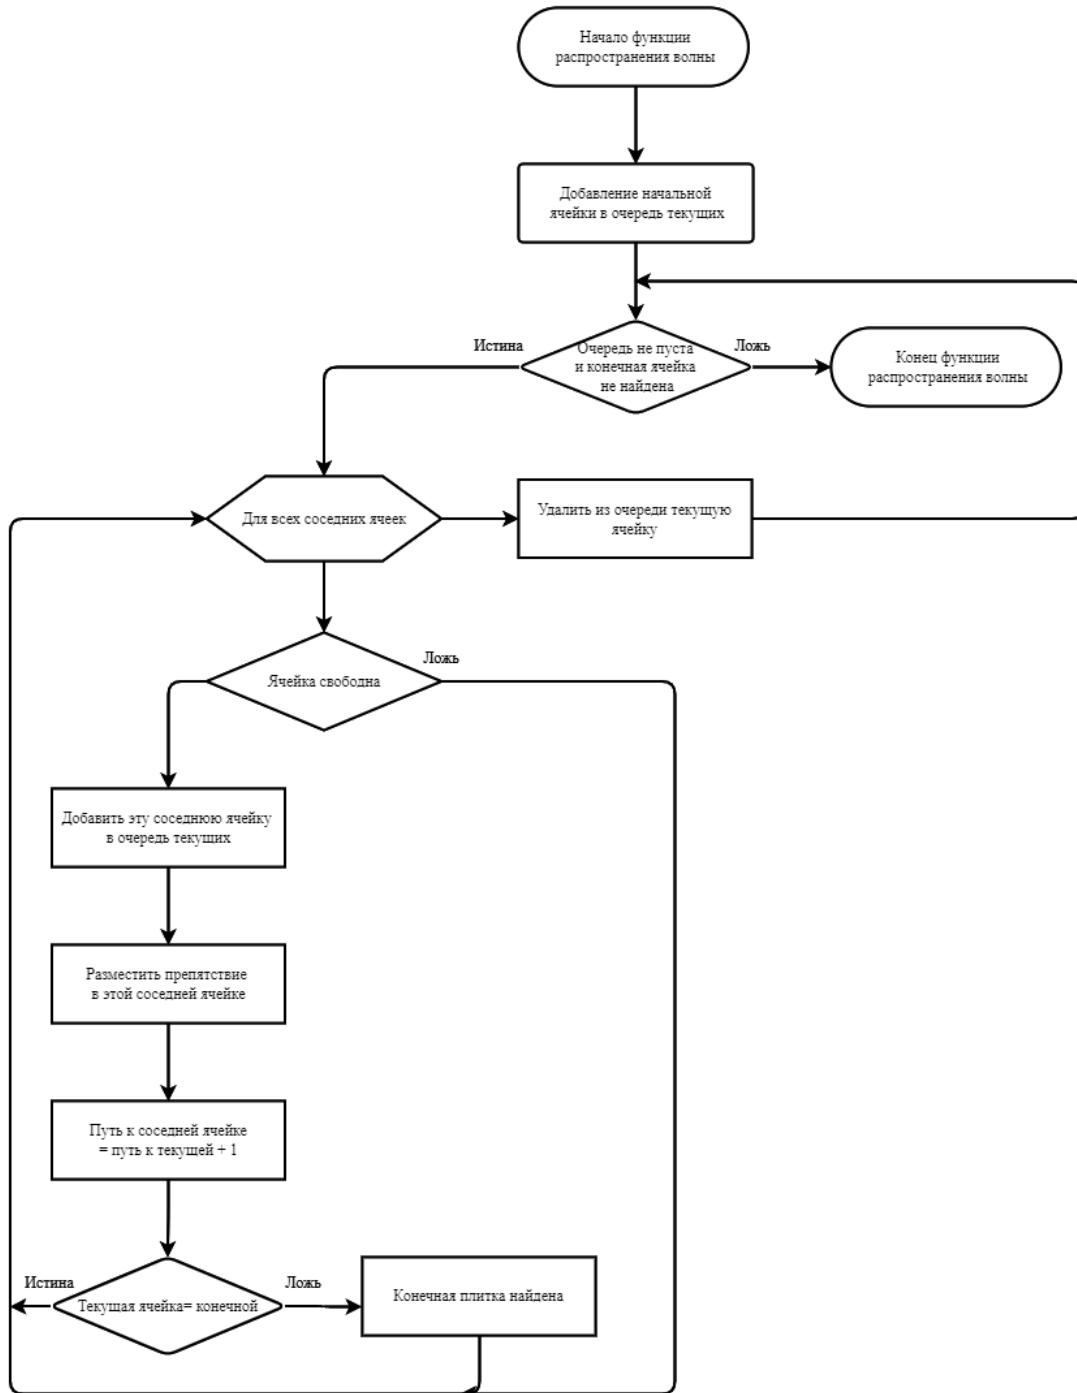 Начало функции
распространения волны
Добавление начальной
ячейки в очередь текущих
Истина
Очередь не пуста
и конечная ячейка
не найдена
Ложь
Конец функции
распространения волны
Для всех соседних ячеек
Удалить из очереди текущую
ячейку
Ячейка свободна
Ложь
Добавить эту соседнюю ячейку
в очередь текущих
Разместить препятствие
в этой соседней ячейке
Путь к соседней ячейке
= путь к текущей + 1
Истина
Текущая ячейка= конечной
Ложь
Конечная плитка найдена